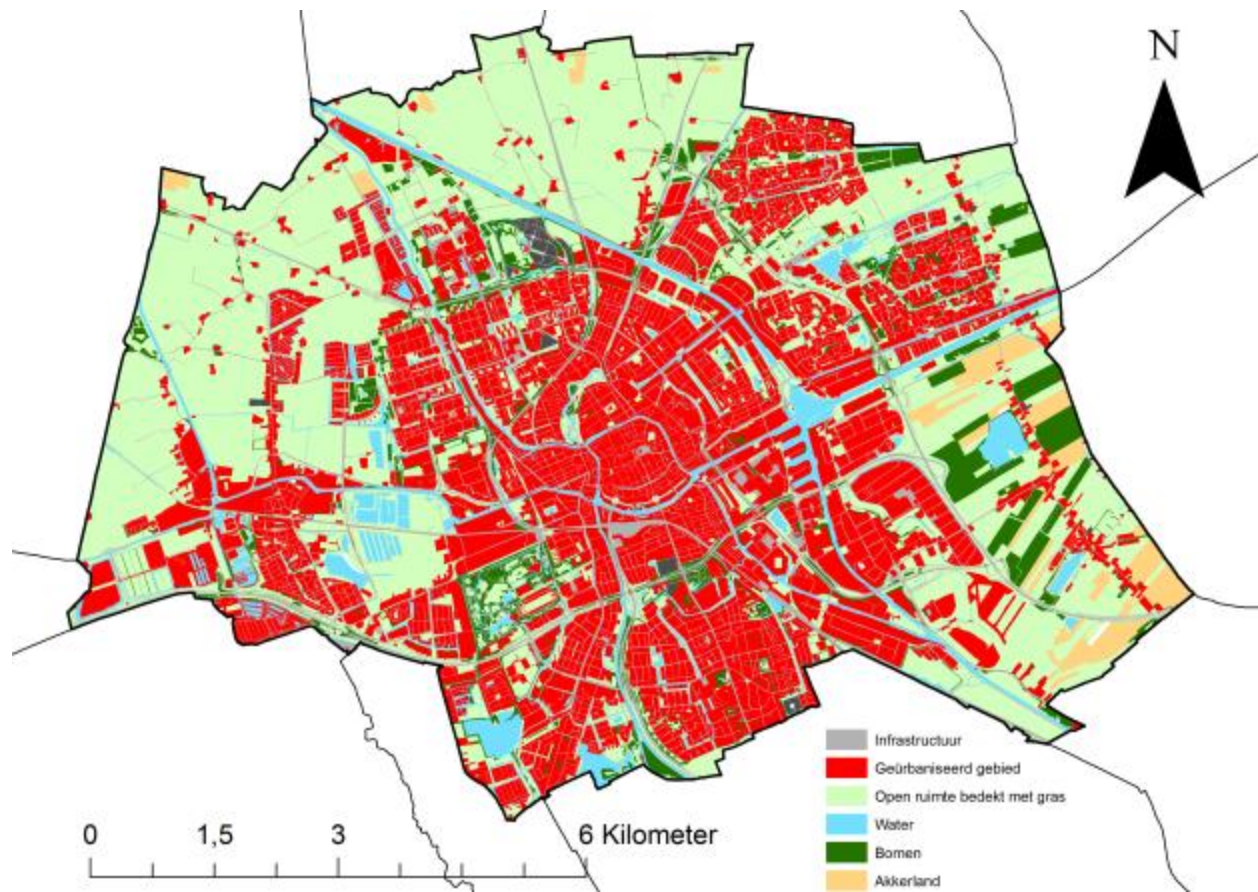 N
Infrastructuur
Geürbaniseerd gebied
Open ruimte bedekt met gras
Water
Bomen
Akkerland
0 1,5 3 6 Kilometer